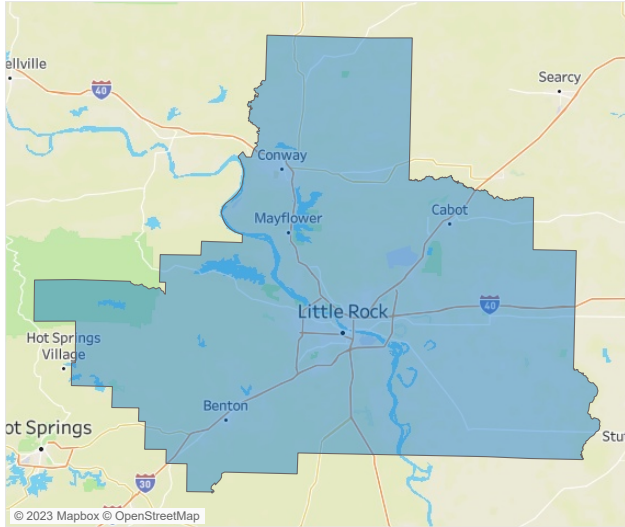 ellville
40
Searcy
Conway
Cabot
Mayflower
40
Little Rock
Hot Springs
Village
Benton
ot Springs
Stu
30
© 2023 Mapbox © OpenStreetMap